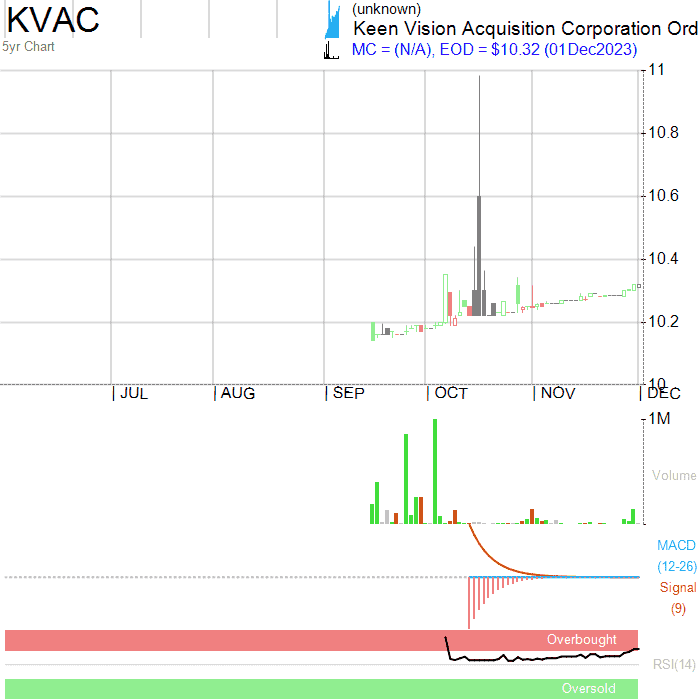 KVAC
5yr Chart
(unknown)
Keen Vision Acquisition Corporation Ord
MC = (N/A), EOD = $10.32 (01Dec2023)
11
10.8
10.6
10.4
10.2
10
JUL AUG SEP OCT NOV DEC
1M
Volume
MACD
(12-26)
Signal
(9)
Overbought
RSI(14)
Oversold